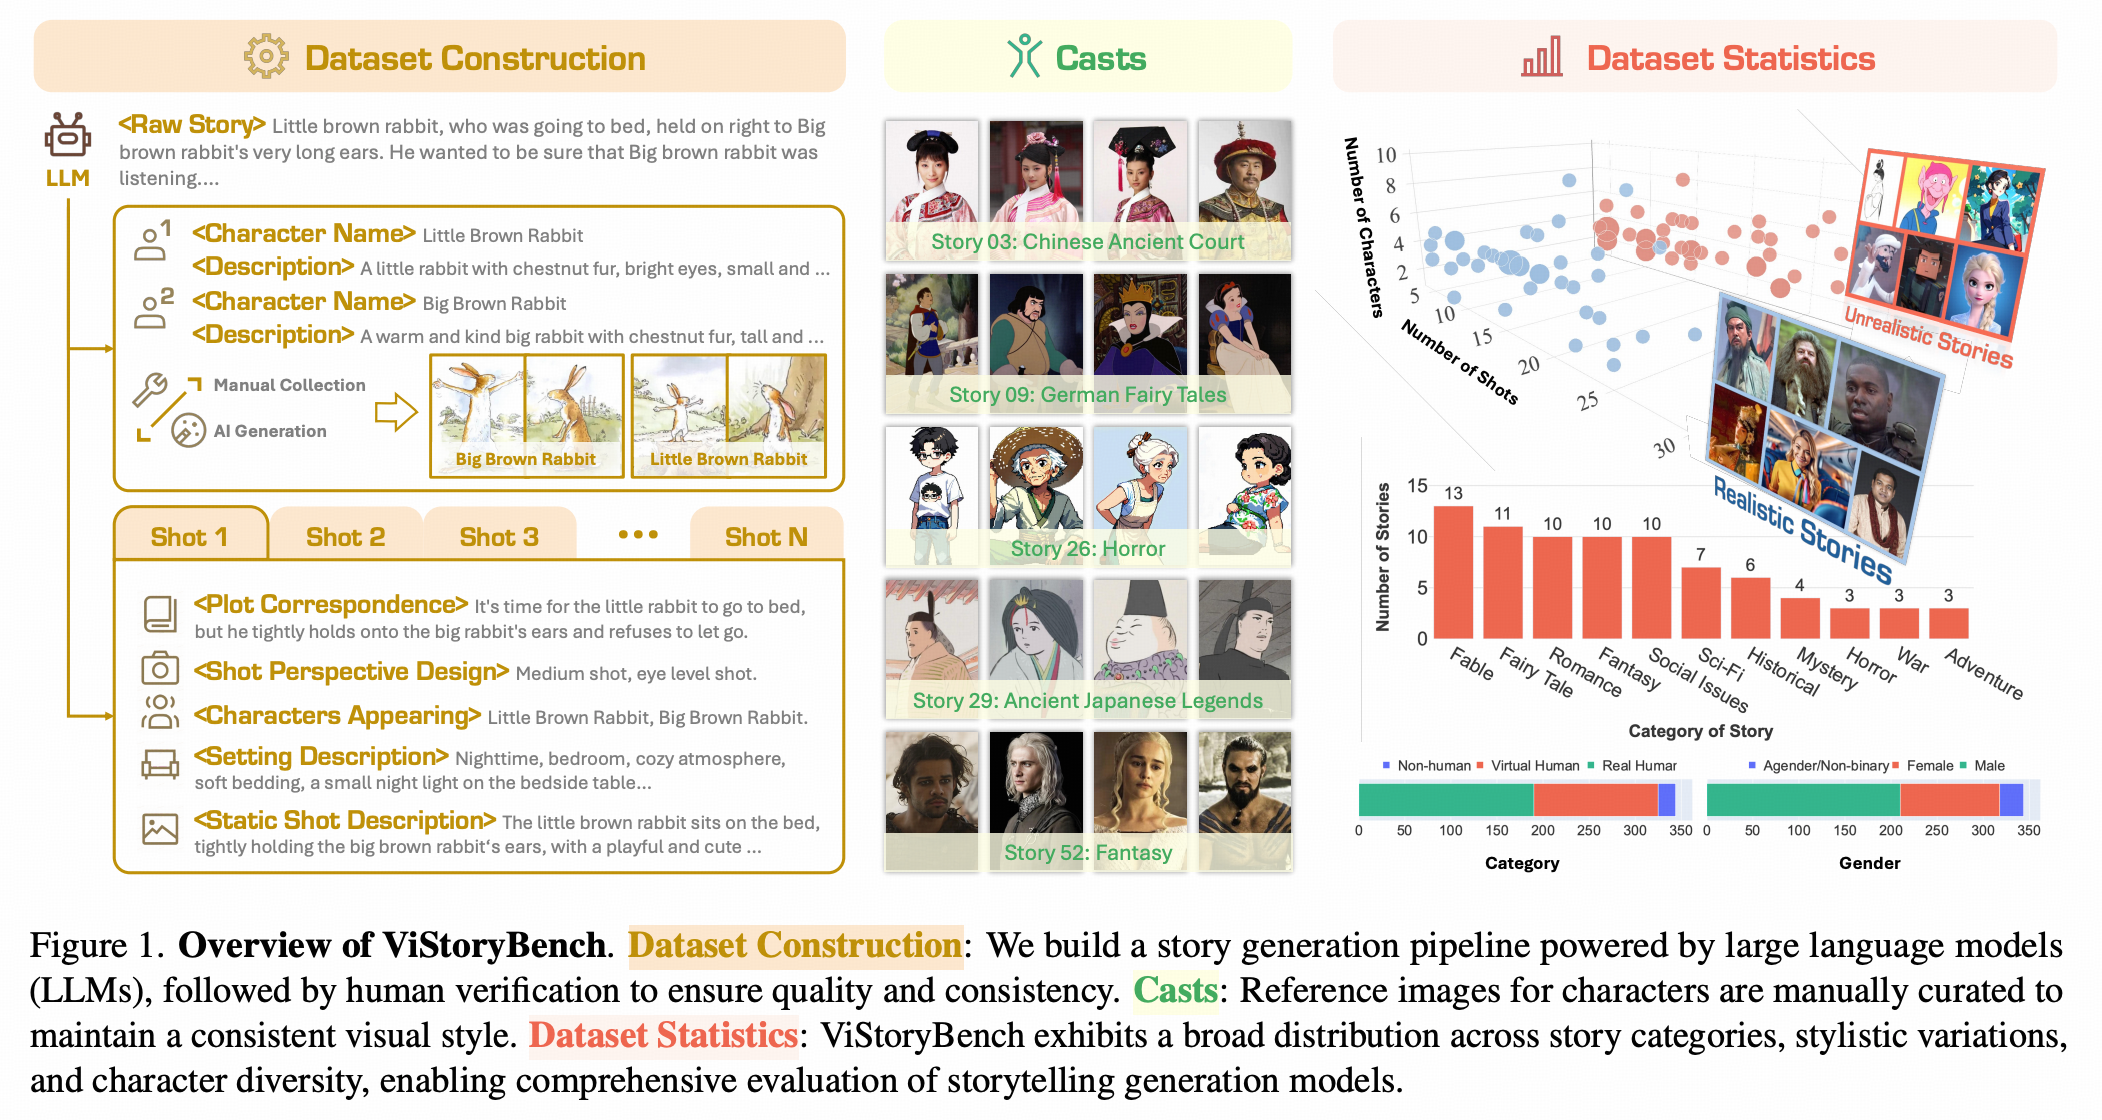 Dataset Construction
LLM
<Raw Story> Little brown rabbit, who was going to bed, held on right to Big
brown rabbit's very long ears. He wanted to be sure that Big brown rabbit was
listening....
1
<Character Name> Little Brown Rabbit
<Description> A little rabbit with chestnut fur, bright eyes, small and ...
2
<Character Name> Big Brown Rabbit
<Description> A warm and kind big rabbit with chestnut fur, tall and ...
Manual Collection
AI Generation
Big Brown Rabbit
Little Brown Rabbit
Shot 1
Shot 2
Shot 3
•••
Shot N
<Plot Correspondence> It's time for the little rabbit to go to bed,
but he tightly holds onto the big rabbit's ears and refuses to let go.
<Shot Perspective Design> Medium shot, eye level shot.
<Characters Appearing> Little Brown Rabbit, Big Brown Rabbit.
<Setting Description> Nighttime, bedroom, cozy atmosphere,
soft bedding, a small night light on the bedside table...
<Static Shot Description> The little brown rabbit sits on the bed,
tightly holding the big brown rabbit‘s ears, with a playful and cute ...
Casts
Story 03: Chinese Ancient Court
Story 09: German Fairy Tales
Story 26: Horror
Story 29: Ancient Japanese Legends
Story 52: Fantasy
Dataset Statistics
Number of Characters
10
8
6
4
2
5
10
15
20
25
30
Number of Shots
Unrealistic Stories
Realistic Stories
Number of Stories
15
10
5
0
13
11
10
10
10
7
6
4
3
3
3
Fable
Fairy Tale
Romance
Fantasy
Social Issues
Sci-Fi
Historical
Mystery
Horror
War
Adventure
Category of Story
Non-human
Virtual Human
Real Human
0 50 100 150 200 250 300 350
Category
Agender/Non-binary
Female
Male
0 50 100 150 200 250 300 350
Gender
Figure 1. Overview of ViStoryBench. Dataset Construction: We build a story generation pipeline powered by large language models
(LLMs), followed by human verification to ensure quality and consistency. Casts: Reference images for characters are manually curated to
maintain a consistent visual style. Dataset Statistics: ViStoryBench exhibits a broad distribution across story categories, stylistic variations,
and character diversity, enabling comprehensive evaluation of storytelling generation models.